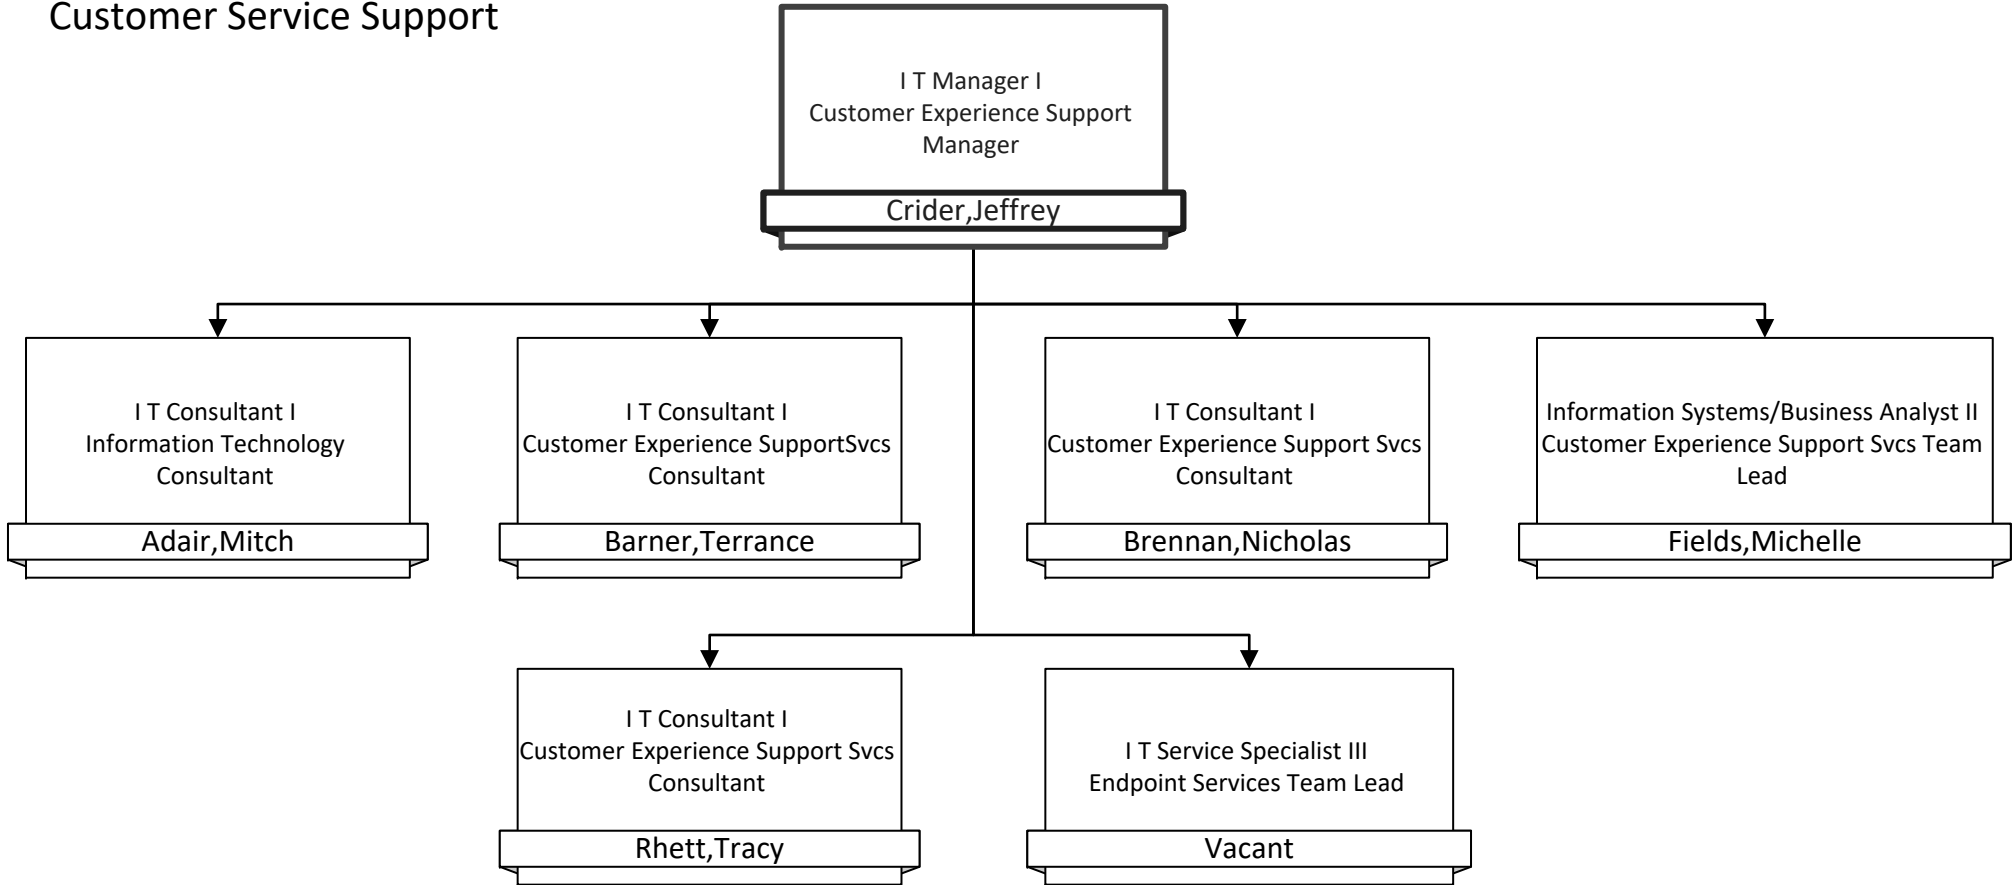 Customer Service Support
I T Manager I
Customer Experience Support
Manager
Crider,Jeffrey
I T Consultant I
Information Technology
Consultant
Adair,Mitch
I T Consultant I
Customer Experience SupportSvcs
Consultant
Barner,Terrance
I T Consultant I
Customer Experience Support Svcs
Consultant
Brennan,Nicholas
Information Systems/Business Analyst II
Customer Experience Support Svcs Team
Lead
Fields,Michelle
I T Consultant I
Customer Experience Support Svcs
Consultant
Rhett,Tracy
I T Service Specialist III
Endpoint Services Team Lead
Vacant